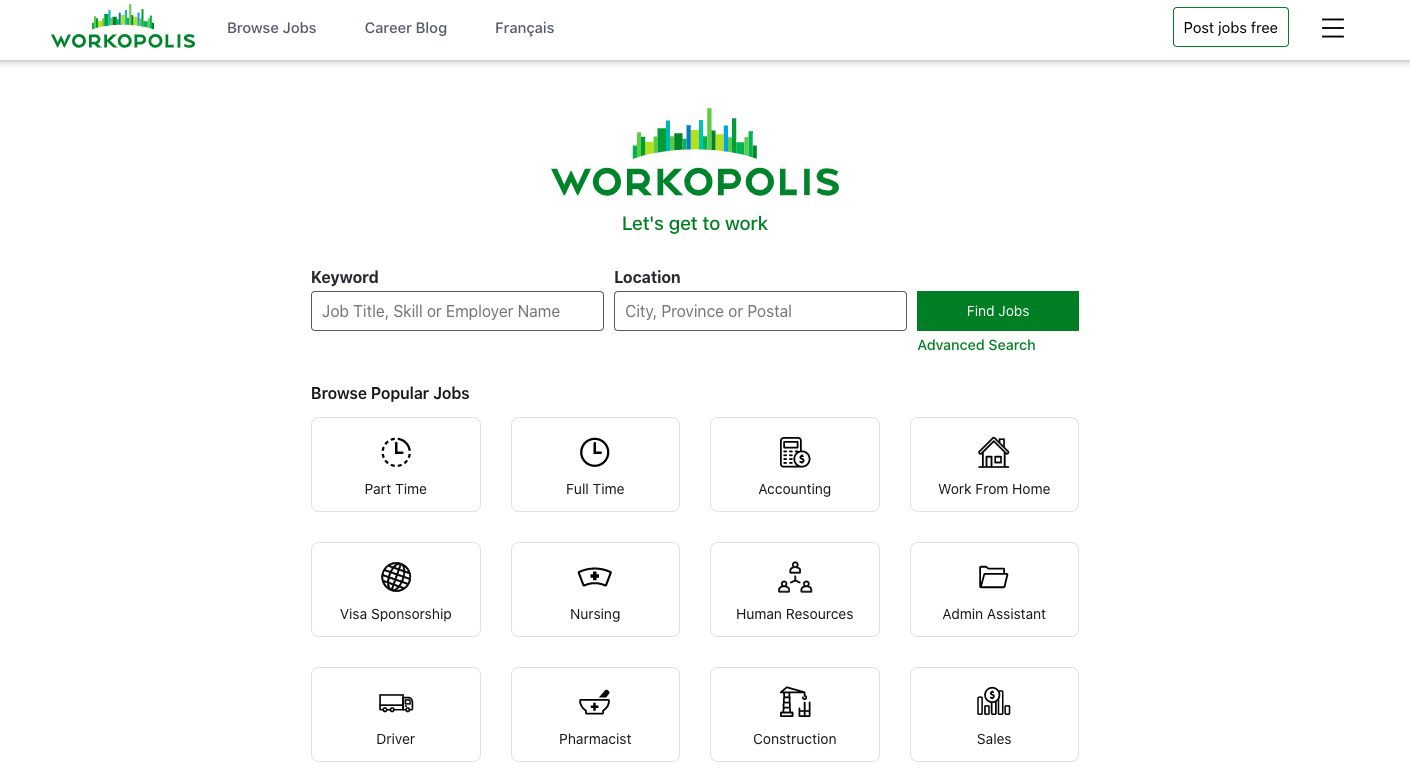 WORKOPOLIS
Browse Jobs
Career Blog
Français
Post jobs free
WORKOPOLIS
Let's get to work
Keyword
Location
Job Title, Skill or Employer Name
City, Province or Postal
Find Jobs
Advanced Search
Browse Popular Jobs
Part Time
Full Time
Accounting
Work From Home
Visa Sponsorship
Nursing
Human Resources
Admin Assistant
Driver
Pharmacist
Construction
Sales